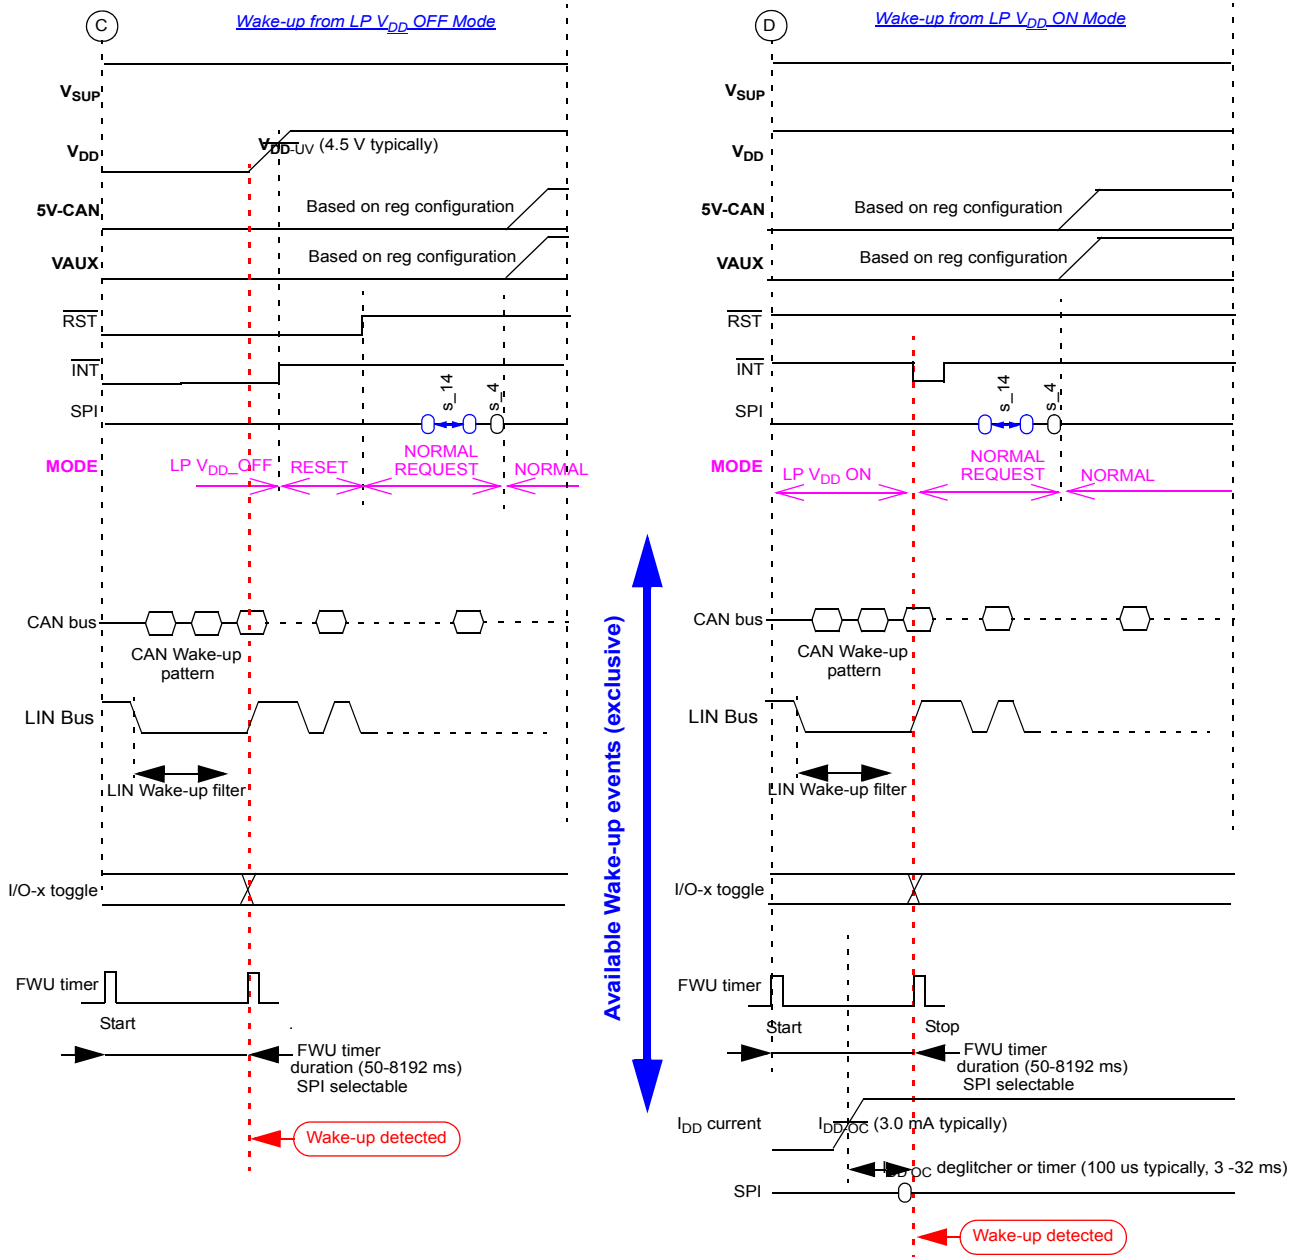 C
Wake-up from LP VDD OFF Mode
VSUP
VDD
VDD-UV (4.5 V typically)
5V-CAN
Based on reg configuration
VAUX
Based on reg configuration
RST
INT
SPI
s_14
s_4
MODE
LP VDD_OFF
RESET
NORMAL
REQUEST
NORMAL
CAN bus
CAN Wake-up
pattern
LIN Bus
LIN Wake-up filter
I/O-x toggle
FWU timer
Start
FWU timer
duration (50-8192 ms)
SPI selectable
Wake-up detected
Available Wake-up events (exclusive)
D
Wake-up from LP VDD ON Mode
VSUP
VDD
5V-CAN
Based on reg configuration
VAUX
Based on reg configuration
RST
INT
SPI
s_14
s_4
MODE
LP VDD ON
NORMAL
REQUEST
NORMAL
CAN bus
CAN Wake-up
pattern
LIN Bus
LIN Wake-up filter
I/O-x toggle
FWU timer
Start
Stop
FWU timer
duration (50-8192 ms)
SPI selectable
IDD current
IDD-OC (3.0 mA typically)
IDD-OC deglitcher or timer (100 us typically, 3 -32 ms)
SPI
Wake-up detected